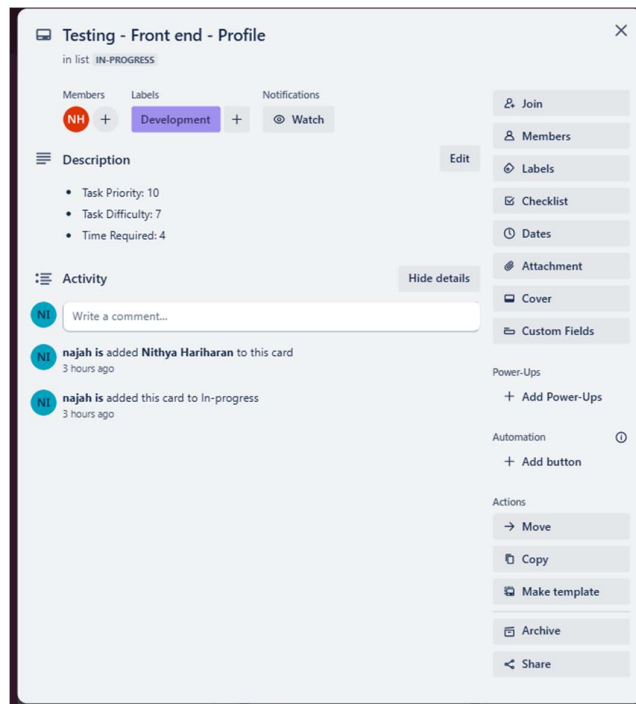 Testing - Front end - Profile
in list IN-PROGRESS
Members Labels Notifications
NH + Development + Watch
Description Edit
• Task Priority: 10
• Task Difficulty: 7
• Time Required: 4
Activity Hide details
NI Write a comment...
NI najah is added Nithya Hariharan to this card
3 hours ago
NI najah is added this card to In-progress
3 hours ago
Join
Members
Labels
Checklist
Dates
Attachment
Cover
Custom Fields
Power-Ups
+ Add Power-Ups
Automation
+ Add button
Actions
→ Move
Copy
Make template
Archive
Share